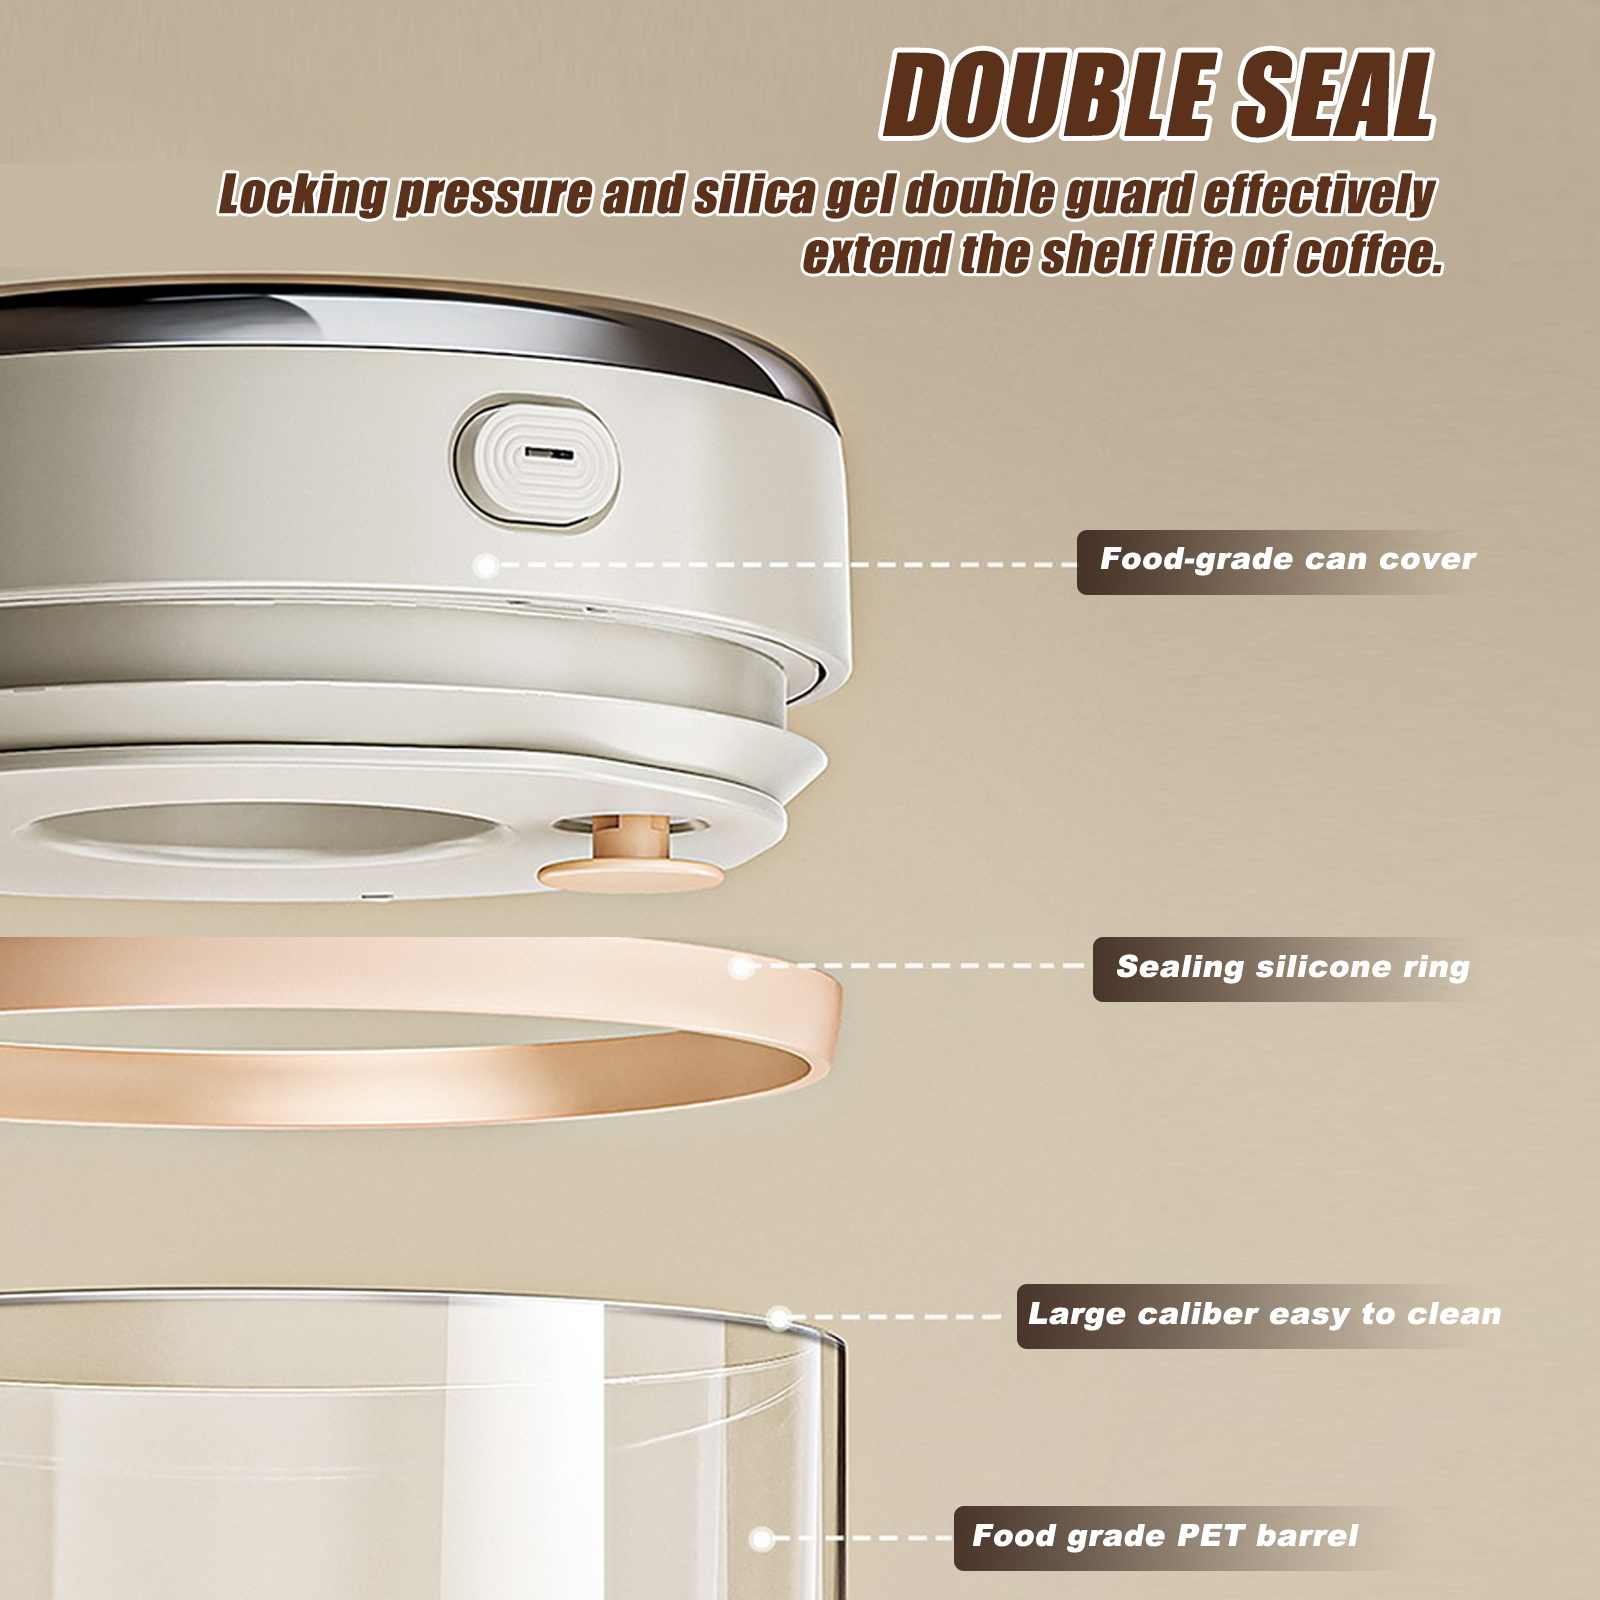 DOUBLE SEAL
Locking pressure and silica gel double guard effectively
extend the shelf life of coffee.
Food-grade can cover
Sealing silicone ring
Large caliber easy to clean
Food grade PET barrel